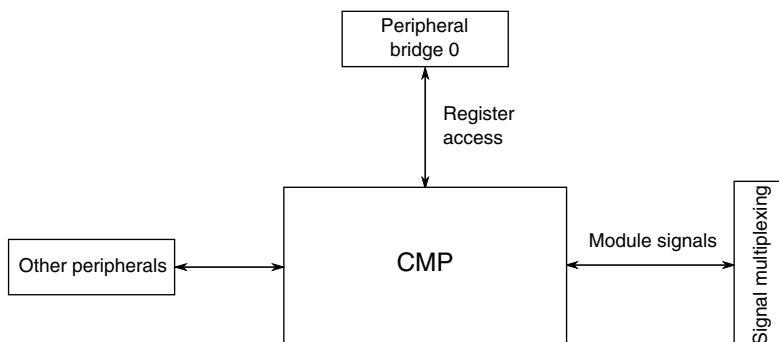 Peripheral
bridge 0
Register
access
Other peripherals
CMP
Module signals
Signal multiplexing